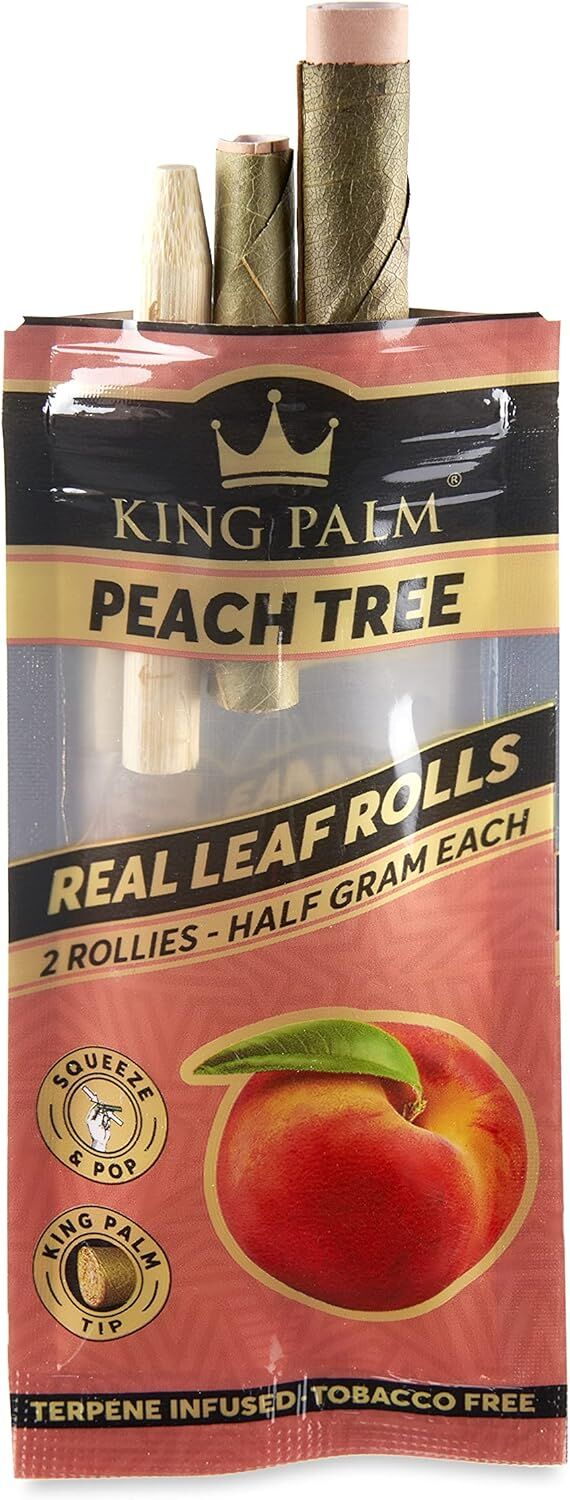 KING PALM®
PEACH TREE
REAL LEAF ROLLS
2 ROLLIES - HALF GRAM EACH
SQUEEZE
& POP
KING PALM
TIP
TERPENE INFUSED·TOBACCO FREE